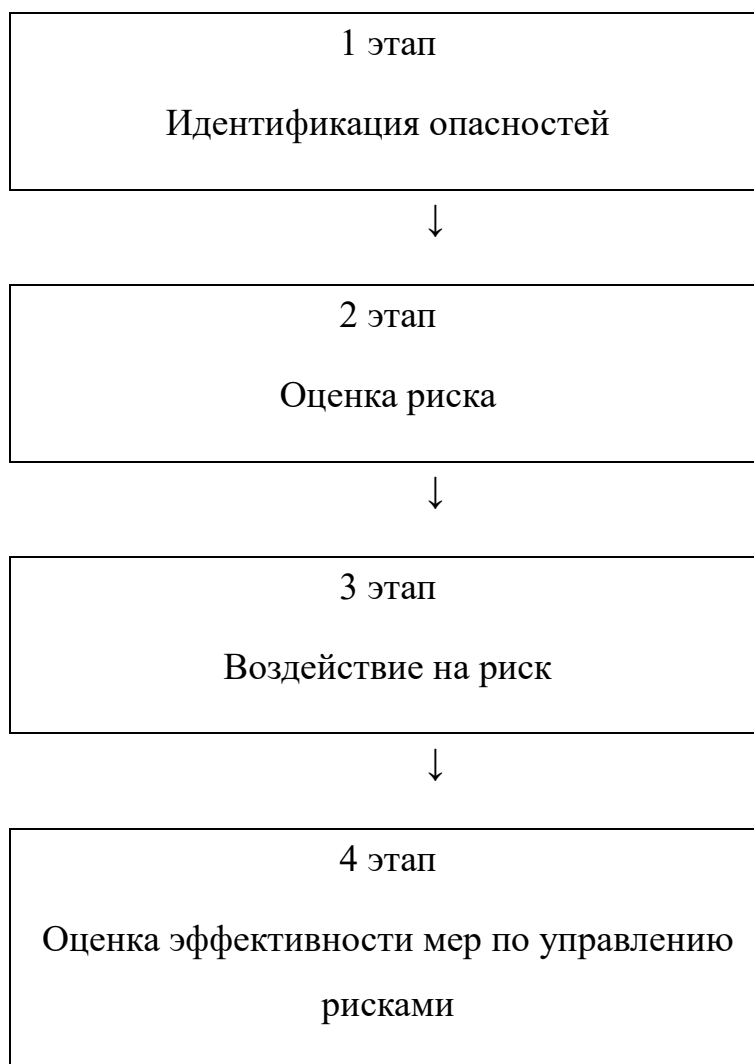 1 этап
Идентификация опасностей
↓
2 этап
Оценка риска
↓
3 этап
Воздействие на риск
↓
4 этап
Оценка эффективности мер по управлению
рисками